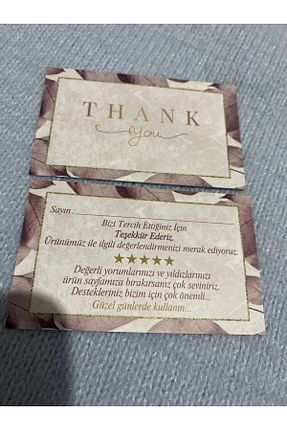 THANK
you
Sayın :
Bizi Tercih Ettiğiniz İçin
Teşekkür Ederiz.
Ürünümüz ile ilgili değerlendirmenizi merak ediyoruz.
★★★★★
Değerli yorumlarınızı ve yıldızlarınızı
ürün sayfamıza bırakırsanız çok seviniriz.
Destekleriniz bizim için çok önemli...
Güzel günlerde kullanın...